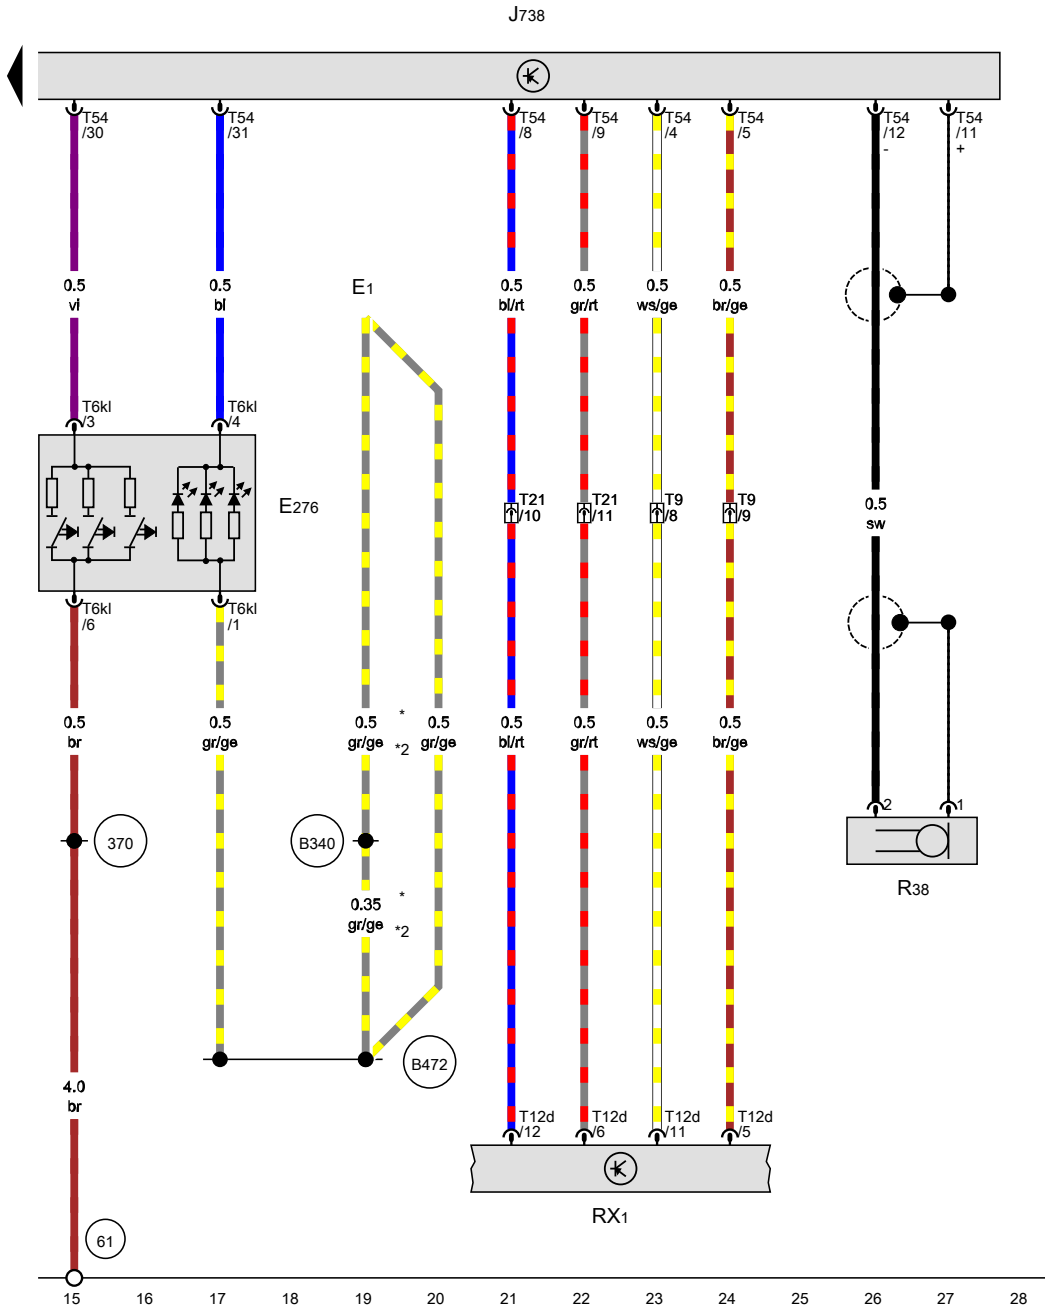 J738
T54 T54 T54 T54 T54 T54 T54 T54
/30 /31 /8 /9 /4 /5 /12 /11
- +
0.5 0.5 E1 0.5 0.5 0.5 0.5
vi bl bl/rt gr/rt ws/ge br/ge
T6kl T6kl
/3 /4
E276 T21 T21 T9 T9 0.5
/10 /11 /8 /9 sw
T6kl T6kl
/6 /1
*
0.5 0.5 0.5 0.5 0.5 0.5 0.5 0.5
br gr/ge gr/ge *2 gr/ge bl/rt gr/rt ws/ge br/ge
2 1
370 B340
R38
0.35 *
gr/ge *2
B472
4.0
br
T12d T12d T12d T12d
/12 /6 /11 /5
RX1
61
15 16 17 18 19 20 21 22 23 24 25 26 27 28